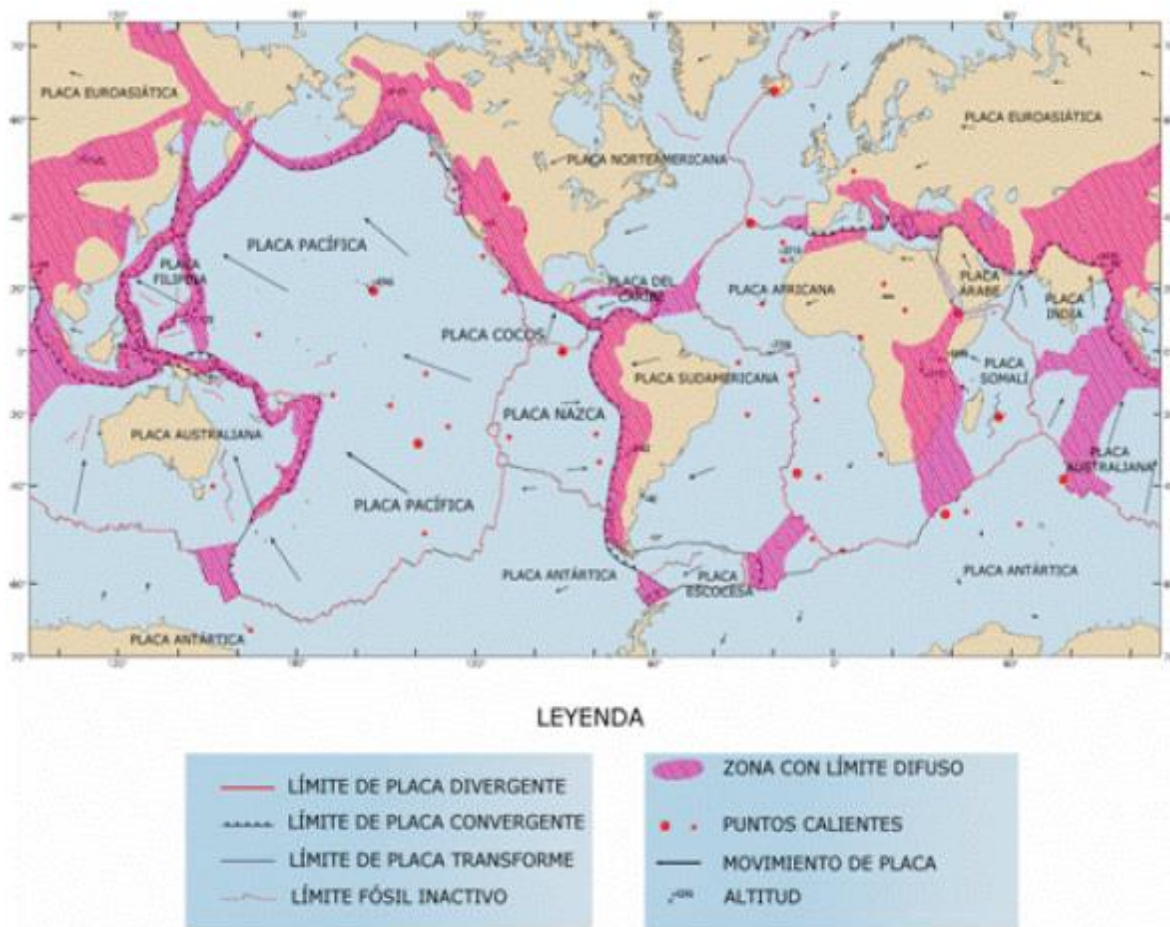 PLACA EUROASIÁTICA
PLACA NORTEAMERICANA
PLACA EUROASIÁTICA
PLACA PACÍFICA
PLACA
FILIPINA
PLACA DEL
CARIBE
PLACA AFRICANA
PLACA
ARABE
PLACA
INDIA
PLACA COCOS
PLACA SUDAMERICANA
PLACA
SOMALÍ
PLACA NAZCA
PLACA AUSTRALIANA
PLACA
AUSTRALIANA
PLACA PACÍFICA
PLACA ANTÁRTICA
PLACA
ESCOCESA
PLACA ANTÁRTICA
PLACA ANTÁRTICA
LEYENDA
LÍMITE DE PLACA DIVERGENTE
LÍMITE DE PLACA CONVERGENTE
LÍMITE DE PLACA TRANSFORME
LÍMITE FÓSIL INACTIVO
ZONA CON LÍMITE DIFUSO
PUNTOS CALIENTES
MOVIMIENTO DE PLACA
ALTITUD